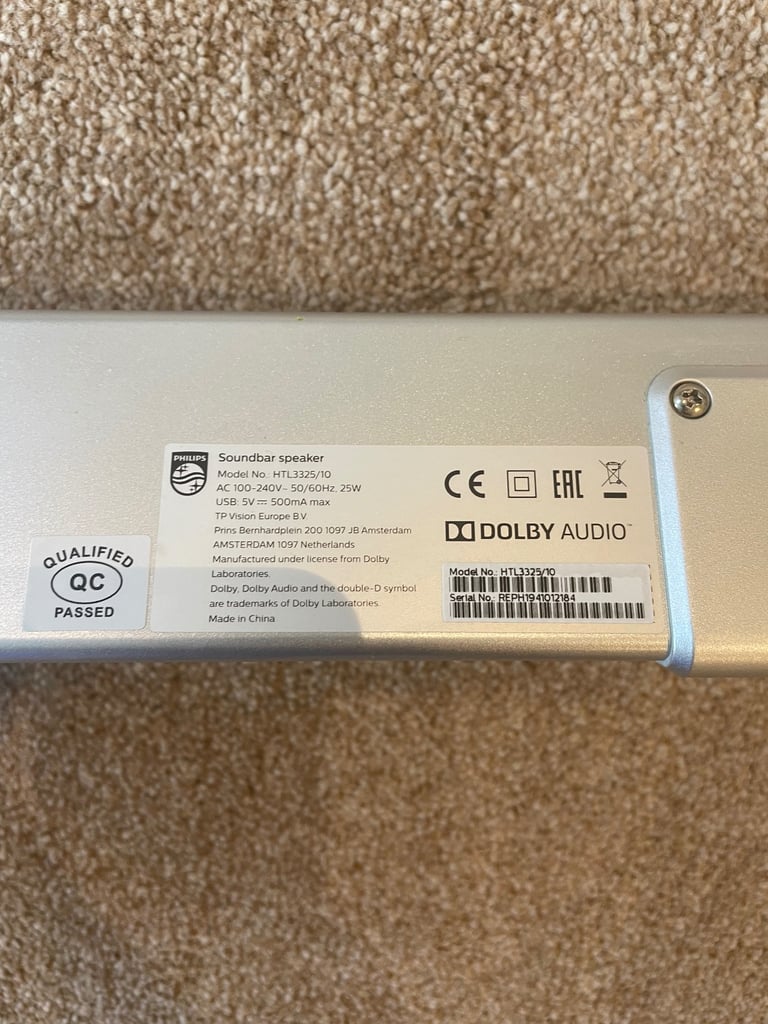 QUALIFIED
QC
PASSED
PHILIPS
Soundbar speaker
Model No.: HTL3325/10
AC 100-240V~ 50/60Hz, 25W
USB: 5V ⎓ 500mA max
TP Vision Europe B.V.
Prins Bernhardplein 200 1097 JB Amsterdam
AMSTERDAM 1097 Netherlands
Manufactured under license from Dolby
Laboratories.
Dolby, Dolby Audio and the double-D symbol
are trademarks of Dolby Laboratories.
Made in China
CE EAC
DOLBY AUDIO™
Model No.: HTL3325/10
Serial No.: REPH1941012184